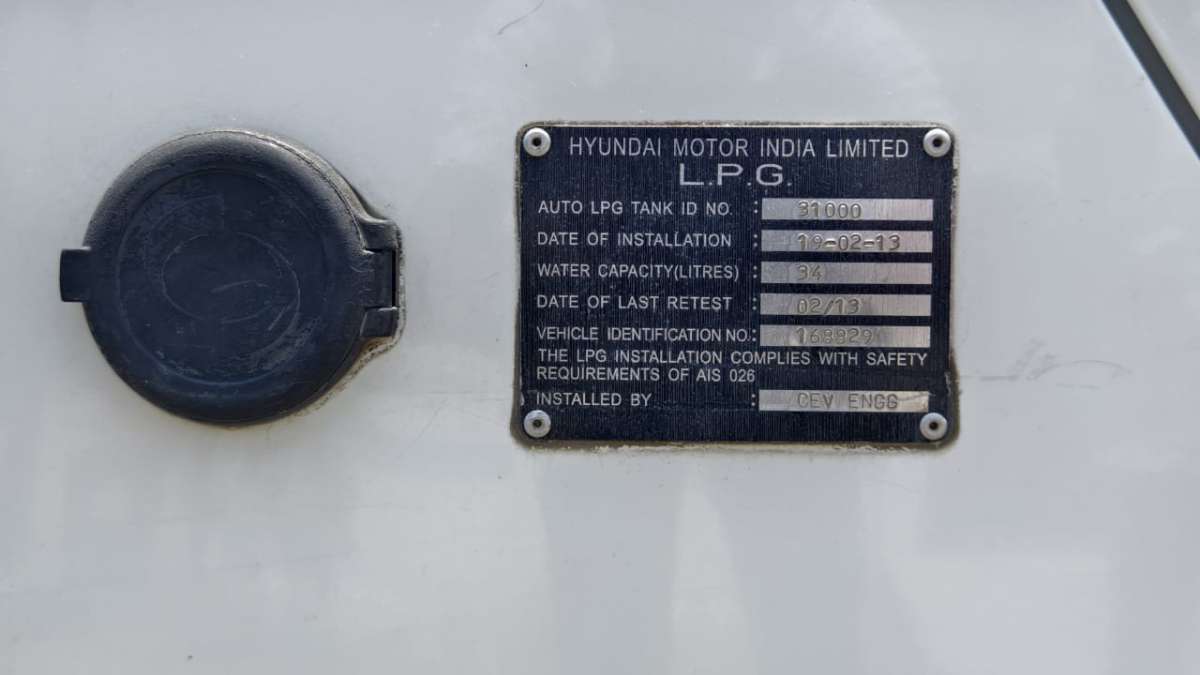 HYUNDAI MOTOR INDIA LIMITED
L.P.G.
AUTO LPG TANK ID NO. : 31000
DATE OF INSTALLATION : 19-02-13
WATER CAPACITY(LITRES) : 34
DATE OF LAST RETEST : 02/13
VEHICLE IDENTIFICATION NO.: 168829
THE LPG INSTALLATION COMPLIES WITH SAFETY
REQUIREMENTS OF AIS 026
INSTALLED BY : CEV ENGG